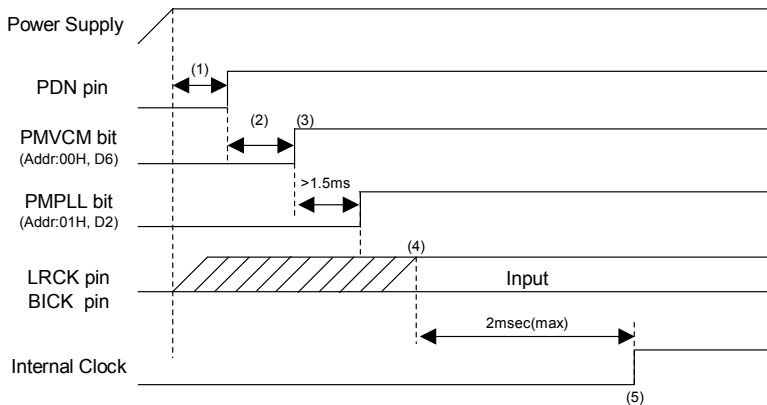 Power Supply
(1)
PDN pin
(2)
(3)
PMVCM bit
(Addr:00H, D6)
>1.5ms
PMPLL bit
(Addr:01H, D2)
(4)
LRCK pin
BICK pin
Input
2msec(max)
Internal Clock
(5)